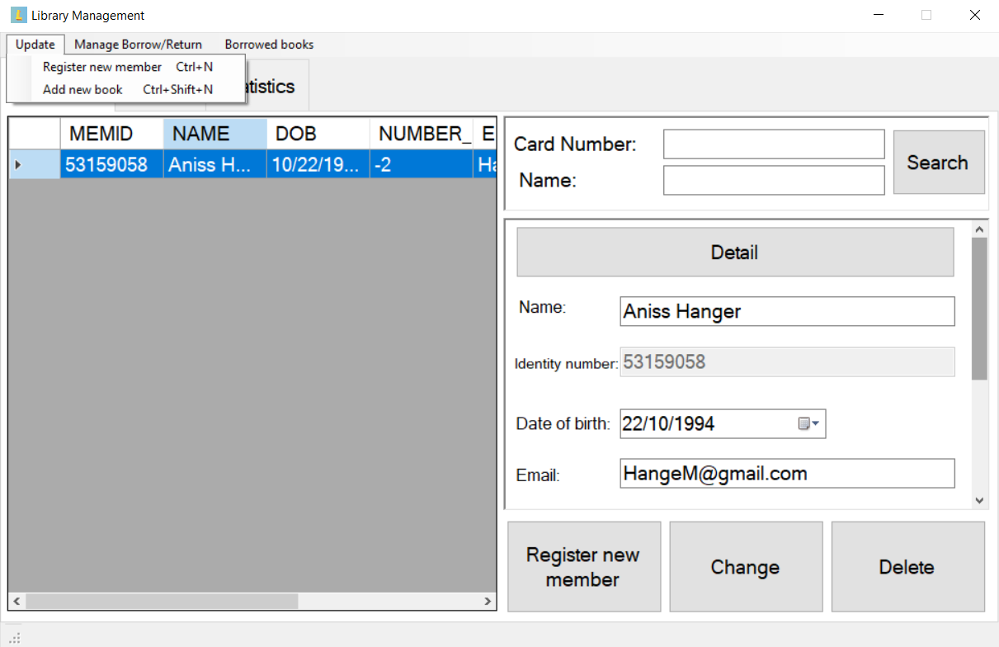 Library Management
Update Manage Borrow/Return Borrowed books
Register new member Ctrl+N
Add new book Ctrl+Shift+N
atistics
MEMID NAME DOB NUMBER_ E
53159058 Aniss H... 10/22/19... -2 Ha
Card Number:
Name:
Search
Detail
Name: Aniss Hanger
Identity number: 53159058
Date of birth: 22/10/1994
Email: HangeM@gmail.com
Register new
member
Change
Delete